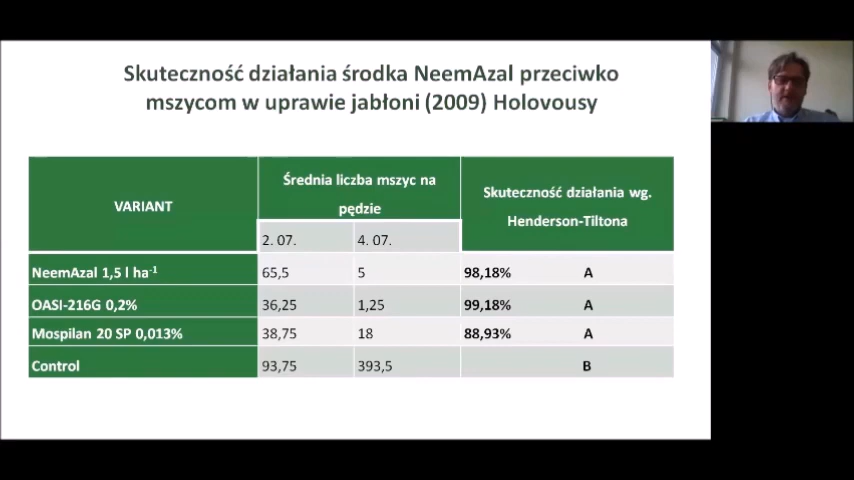 Skuteczność działania środka NeemAzal przeciwko
mszycom w uprawie jabłoni (2009) Holovousy
VARIANT
Średnia liczba mszyc na
pędzie
Skuteczność działania wg.
Henderson-Tiltona
2. 07. 4. 07.
NeemAzal 1,5 l ha⁻¹ 65,5 5 98,18% A
OASI-216G 0,2% 36,25 1,25 99,18% A
Mospilan 20 SP 0,013% 38,75 18 88,93% A
Control 93,75 393,5 B